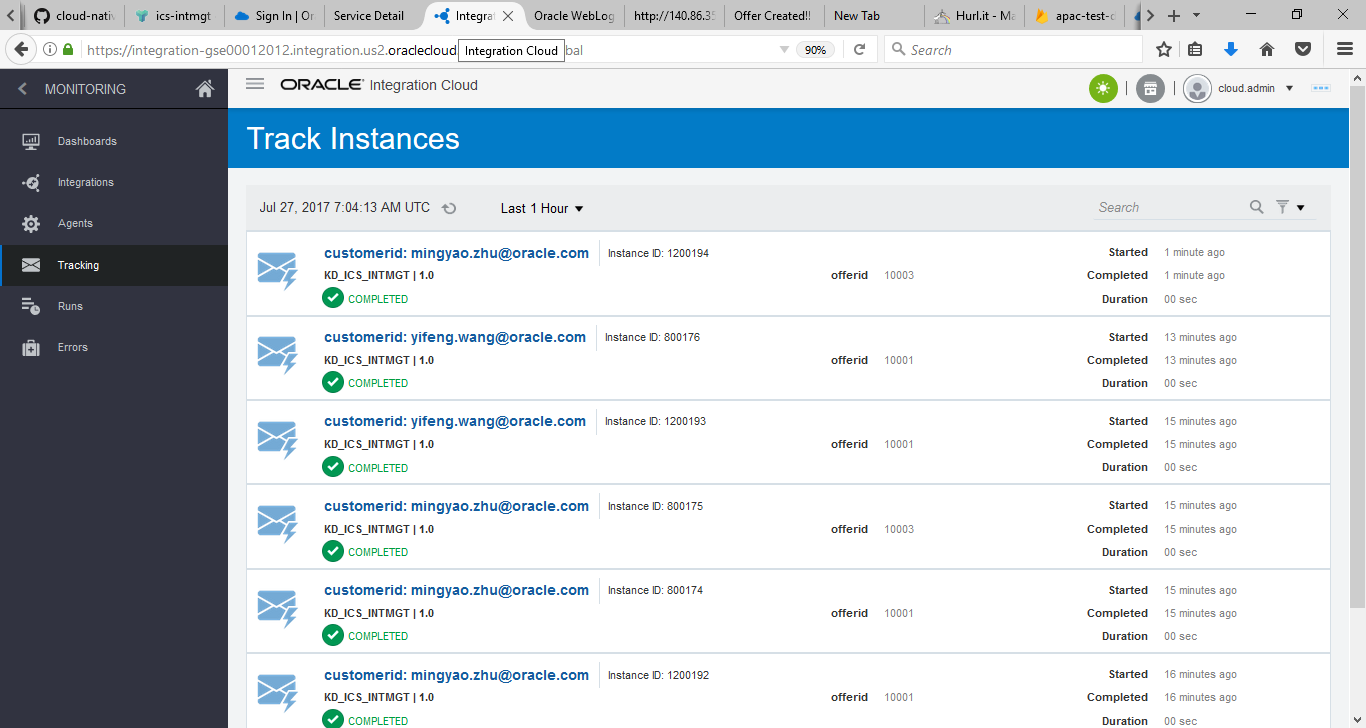 cloud-nativ
ics-intmgt
Sign In | Or
Service Detail
Integrat
Oracle WebLog
http://140.86.35
Offer Created!!
New Tab
Hurl.it - Ma
apac-test-d
https://integration-gse00012012.integration.us2.oraclecloud
Integration Cloud
bal
90%
Search
MONITORING
Dashboards
Integrations
Agents
Tracking
Runs
Errors
ORACLE Integration Cloud
cloud.admin
Track Instances
Jul 27, 2017 7:04:13 AM UTC
Last 1 Hour
Search
customerid: mingyao.zhu@oracle.com
Instance ID: 1200194
Started 1 minute ago
KD_ICS_INTMGT | 1.0
offerid 10003
Completed 1 minute ago
COMPLETED
Duration 00 sec
customerid: yifeng.wang@oracle.com
Instance ID: 800176
Started 13 minutes ago
KD_ICS_INTMGT | 1.0
offerid 10001
Completed 13 minutes ago
COMPLETED
Duration 00 sec
customerid: yifeng.wang@oracle.com
Instance ID: 1200193
Started 15 minutes ago
KD_ICS_INTMGT | 1.0
offerid 10001
Completed 15 minutes ago
COMPLETED
Duration 00 sec
customerid: mingyao.zhu@oracle.com
Instance ID: 800175
Started 15 minutes ago
KD_ICS_INTMGT | 1.0
offerid 10003
Completed 15 minutes ago
COMPLETED
Duration 00 sec
customerid: mingyao.zhu@oracle.com
Instance ID: 800174
Started 15 minutes ago
KD_ICS_INTMGT | 1.0
offerid 10001
Completed 15 minutes ago
COMPLETED
Duration 00 sec
customerid: mingyao.zhu@oracle.com
Instance ID: 1200192
Started 16 minutes ago
KD_ICS_INTMGT | 1.0
offerid 10001
Completed 16 minutes ago
COMPLETED
Duration 00 sec